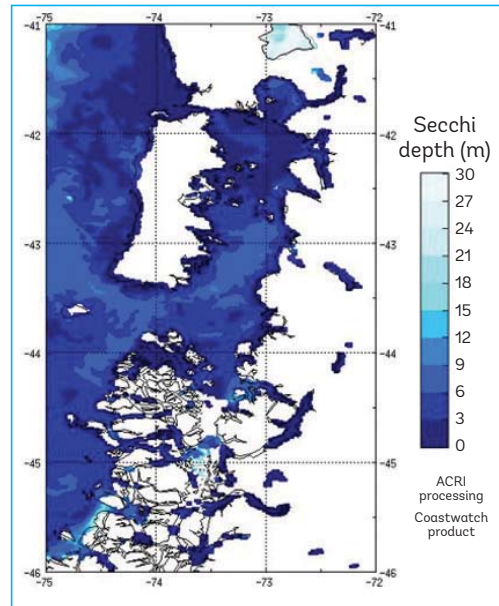 -75 -74 -73 -72
-41 -41
-42 -42
-43 -43
-44 -44
-45 -45
-46 -46
-75 -74 -73 -72
Secchi
depth (m)
30
27
24
21
18
15
12
9
6
3
0
ACRI
processing
Coastwatch
product